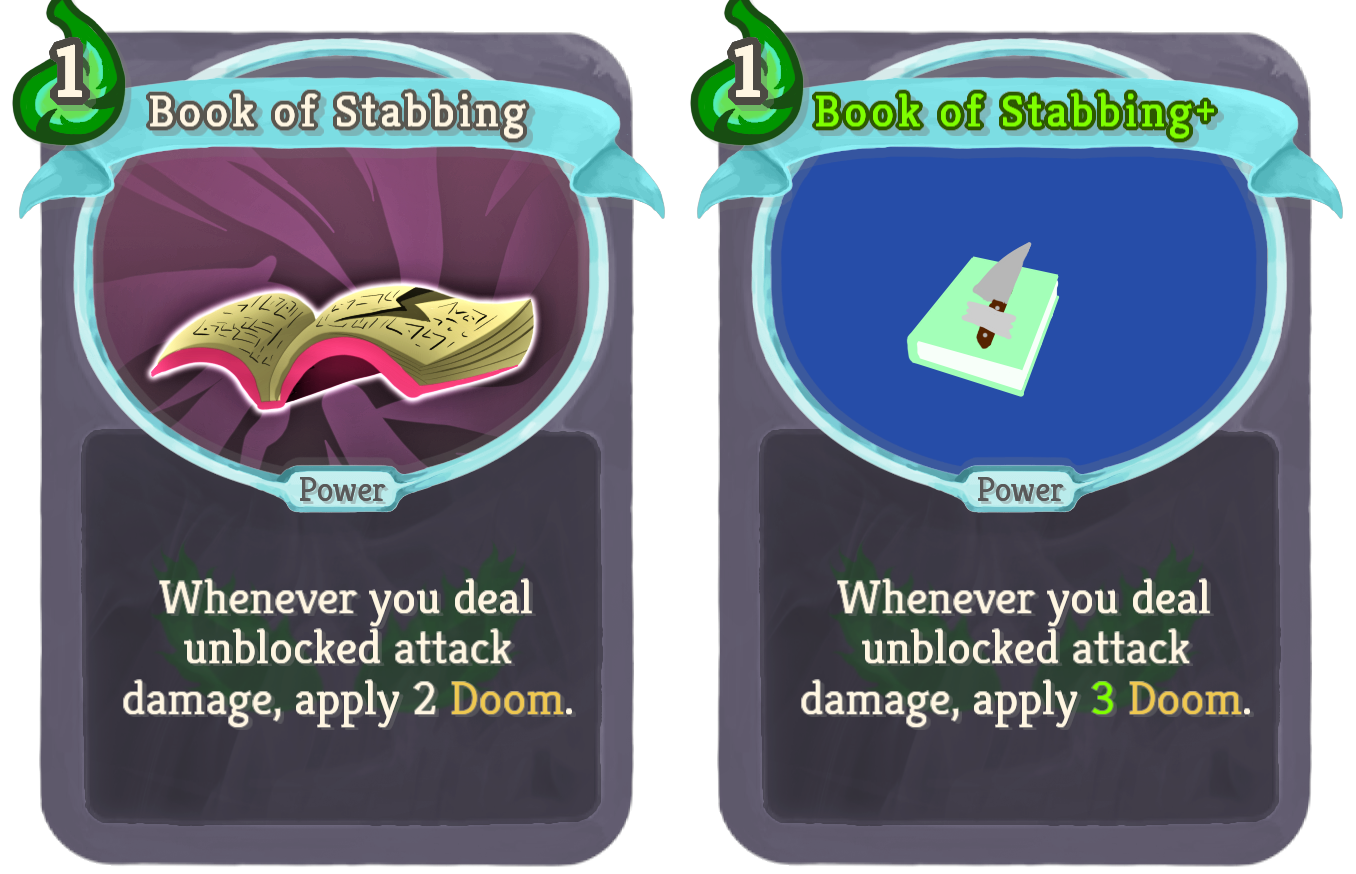 1
Book of Stabbing
Power
Whenever you deal
unblocked attack
damage, apply 2 Doom.
1
Book of Stabbing+
Power
Whenever you deal
unblocked attack
damage, apply 3 Doom.